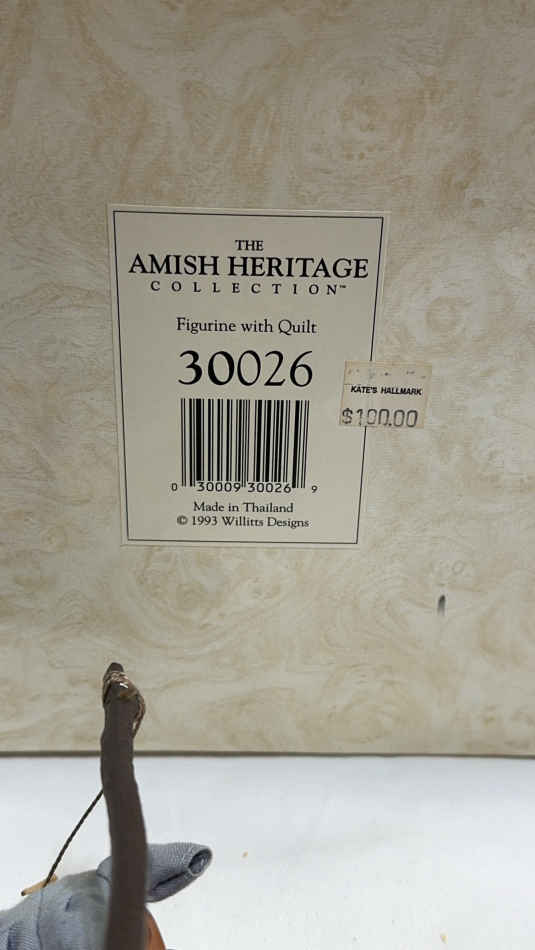 THE
AMISH HERITAGE
COLLECTION™
Figurine with Quilt
30026
KATE'S HALLMARK
$100.00
0 30009 30026 9
Made in Thailand
© 1993 Willitts Designs